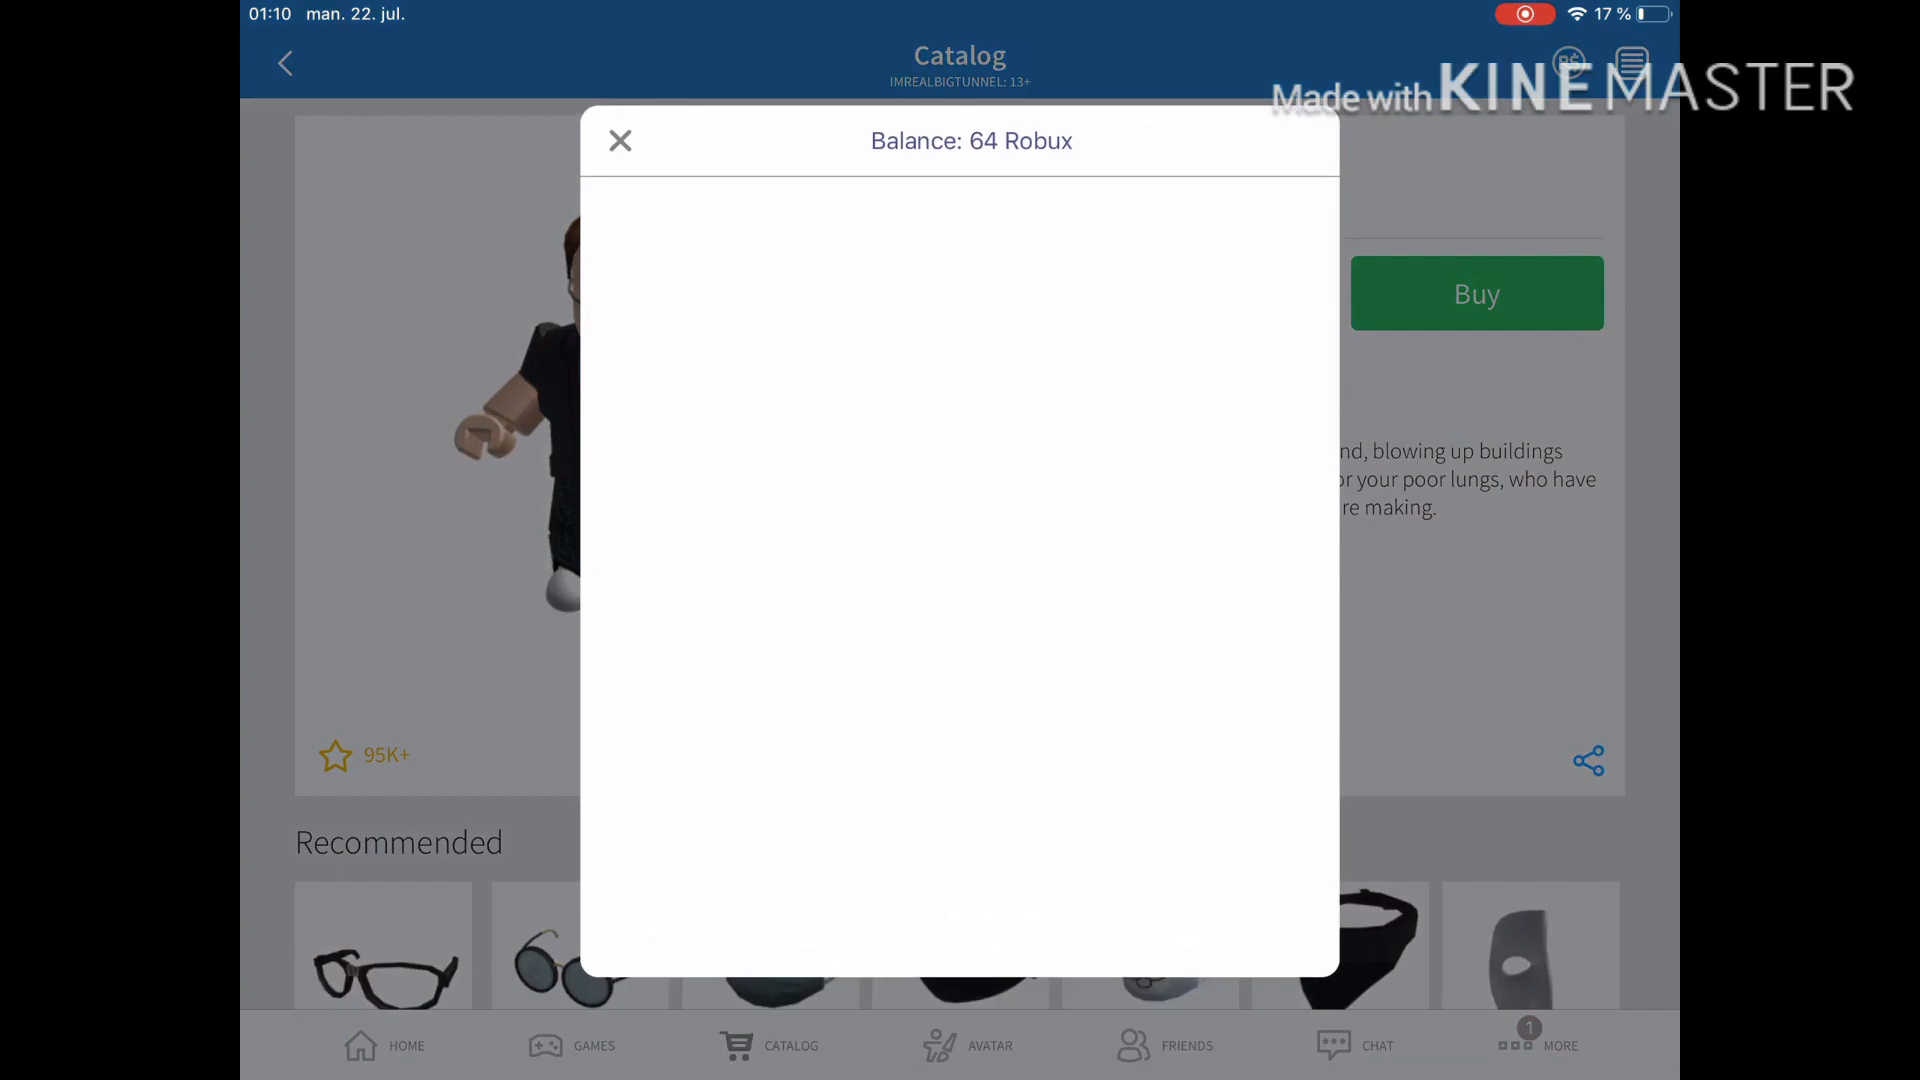 01:10 man. 22. jul.
17 %
Catalog
IMREALBIGTUNNEL: 13+
R$
Made with KINEMASTER
Balance: 64 Robux
Buy
nd, blowing up buildings
or your poor lungs, who have
re making.
95K+
Recommended
HOME
GAMES
CATALOG
AVATAR
FRIENDS
CHAT
1
MORE